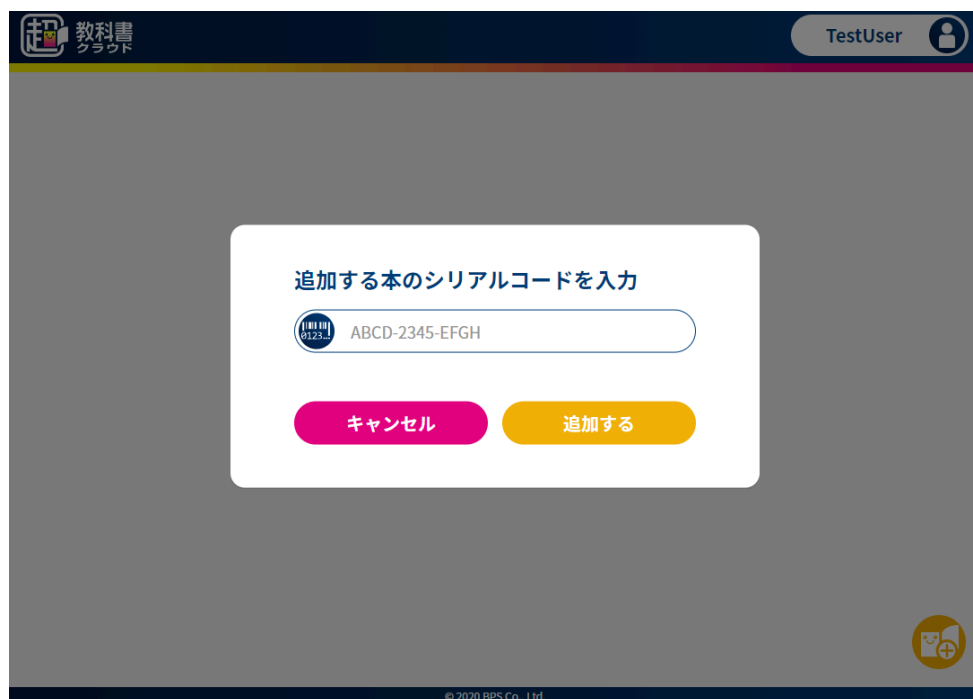 超 教科書
クラウド
TestUser
追加する本のシリアルコードを入力
0123...
ABCD-2345-EFGH
キャンセル
追加する
© 2020 BPS Co., Ltd.